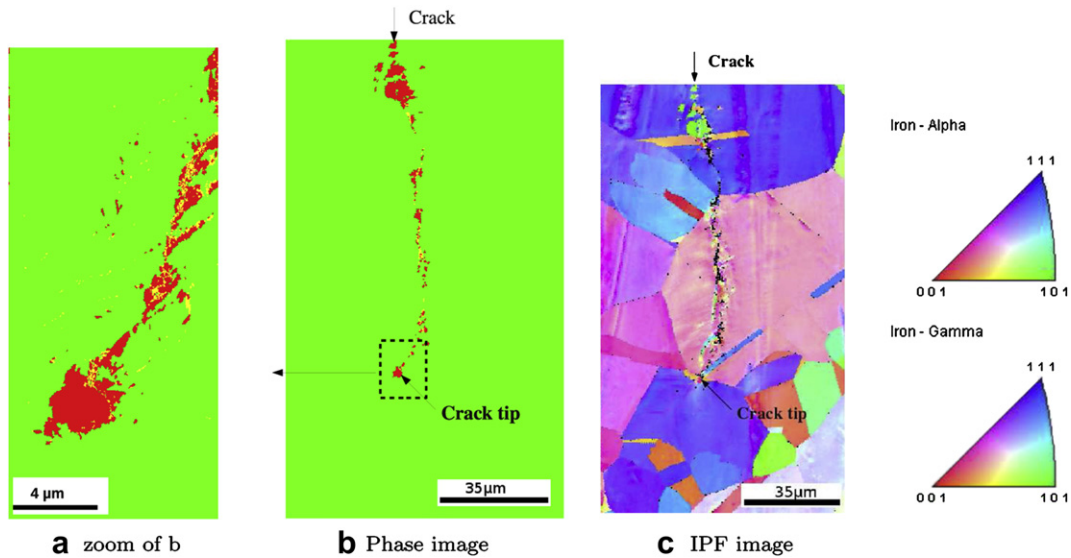 Crack
Crack
Iron - Alpha
1 1 1
0 0 1
1 0 1
Iron - Gamma
1 1 1
0 0 1
1 0 1
Crack tip
Crack tip
4 μm
35μm
35μm
a zoom of b
b Phase image
c IPF image